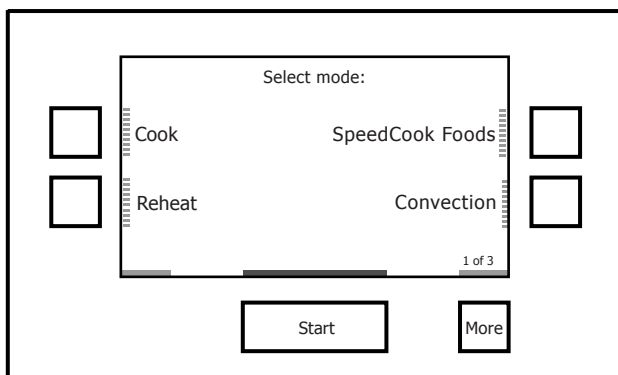 Select mode:
Cook
SpeedCook Foods
Reheat
Convection
1 of 3
Start
More